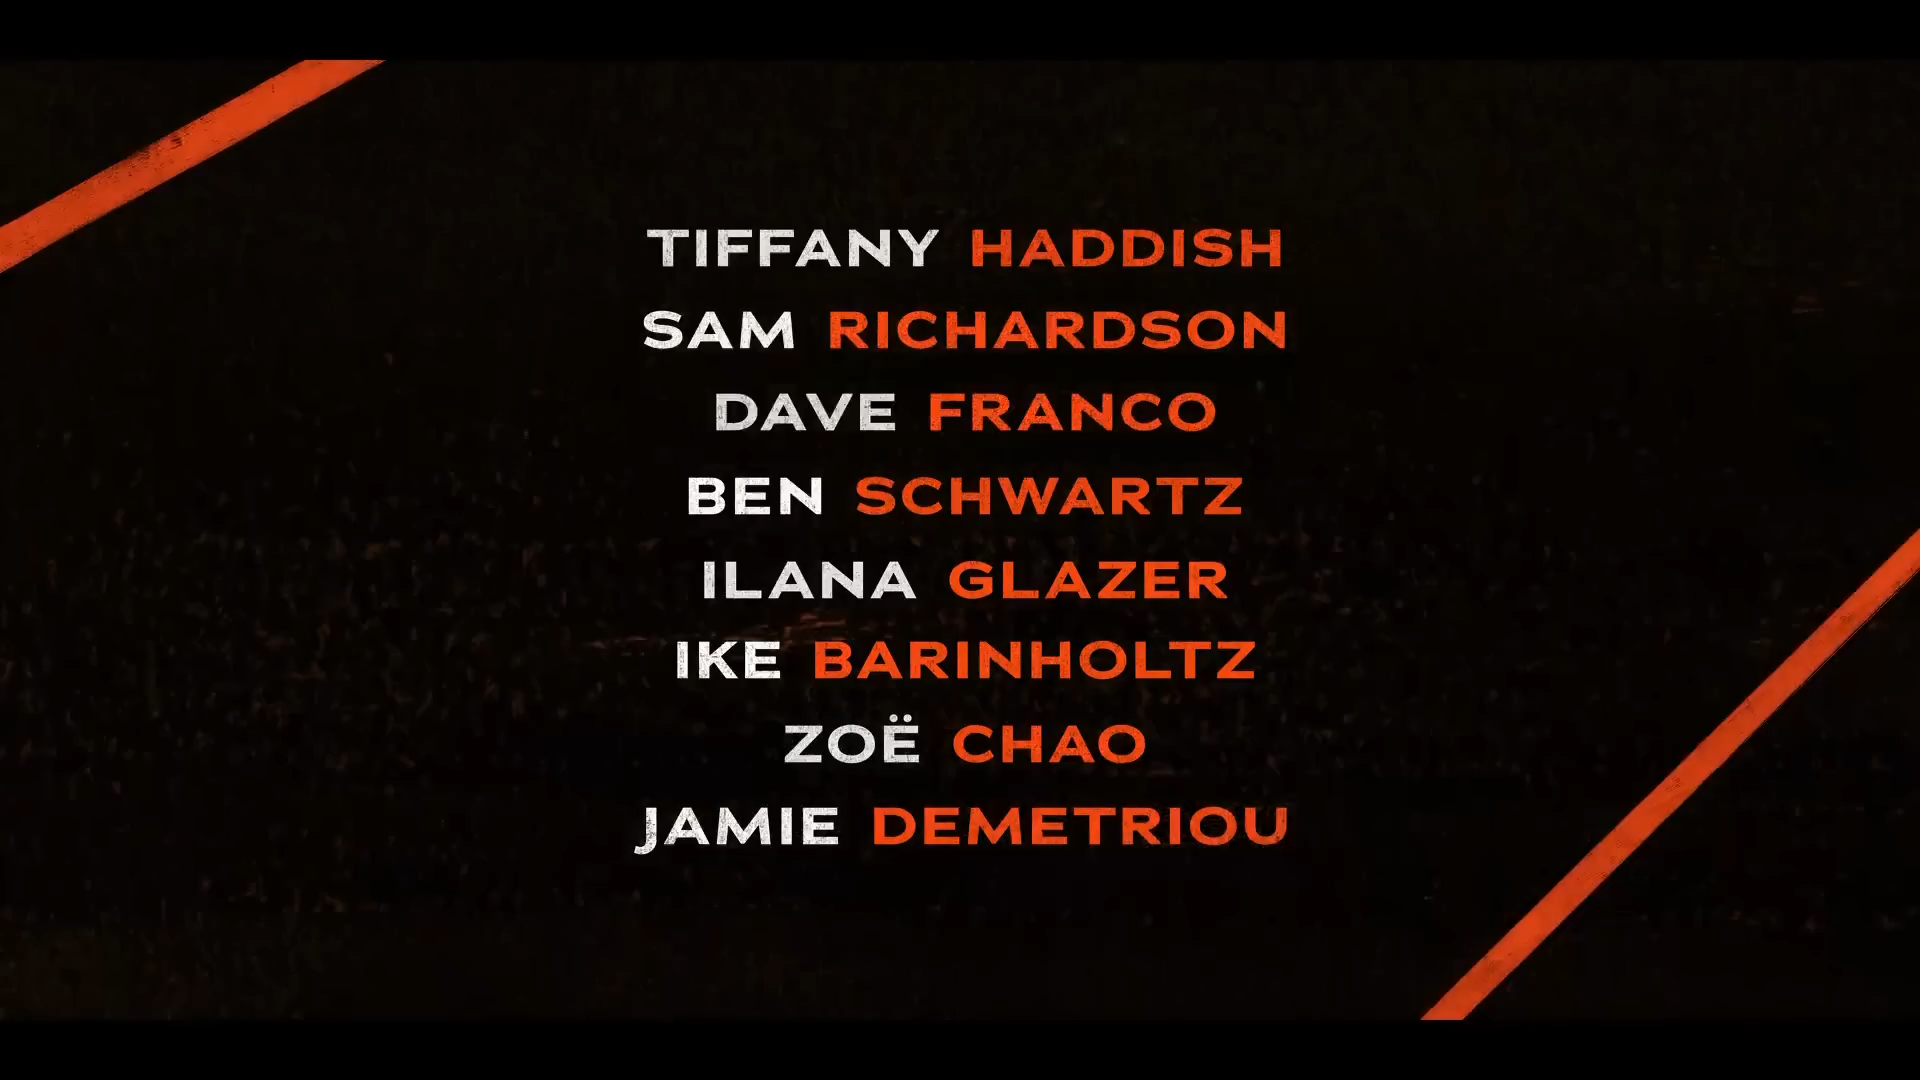 TIFFANY HADDISH
SAM RICHARDSON
DAVE FRANCO
BEN SCHWARTZ
ILANA GLAZER
IKE BARINHOLTZ
ZOË CHAO
JAMIE DEMETRIOU